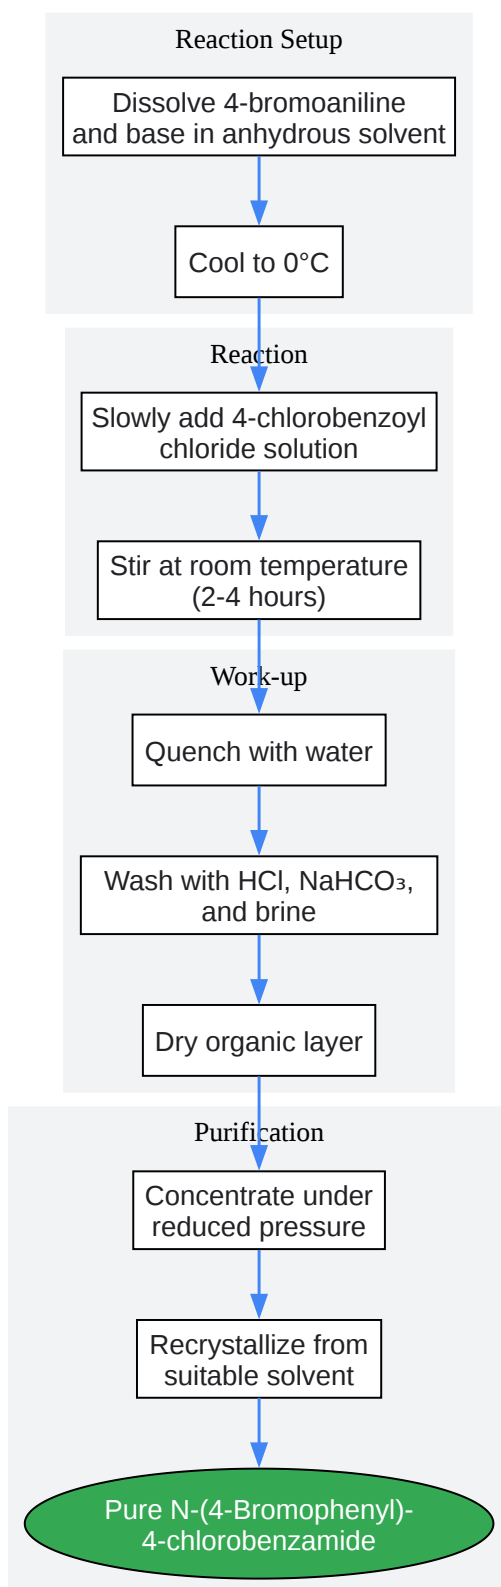 Reaction Setup
Dissolve 4-bromoaniline
and base in anhydrous solvent
Cool to 0°C
Reaction
Slowly add 4-chlorobenzoyl
chloride solution
Stir at room temperature
(2-4 hours)
Work-up
Quench with water
Wash with HCl, NaHCO₃,
and brine
Dry organic layer
Purification
Concentrate under
reduced pressure
Recrystallize from
suitable solvent
Pure N-(4-Bromophenyl)-
4-chlorobenzamide